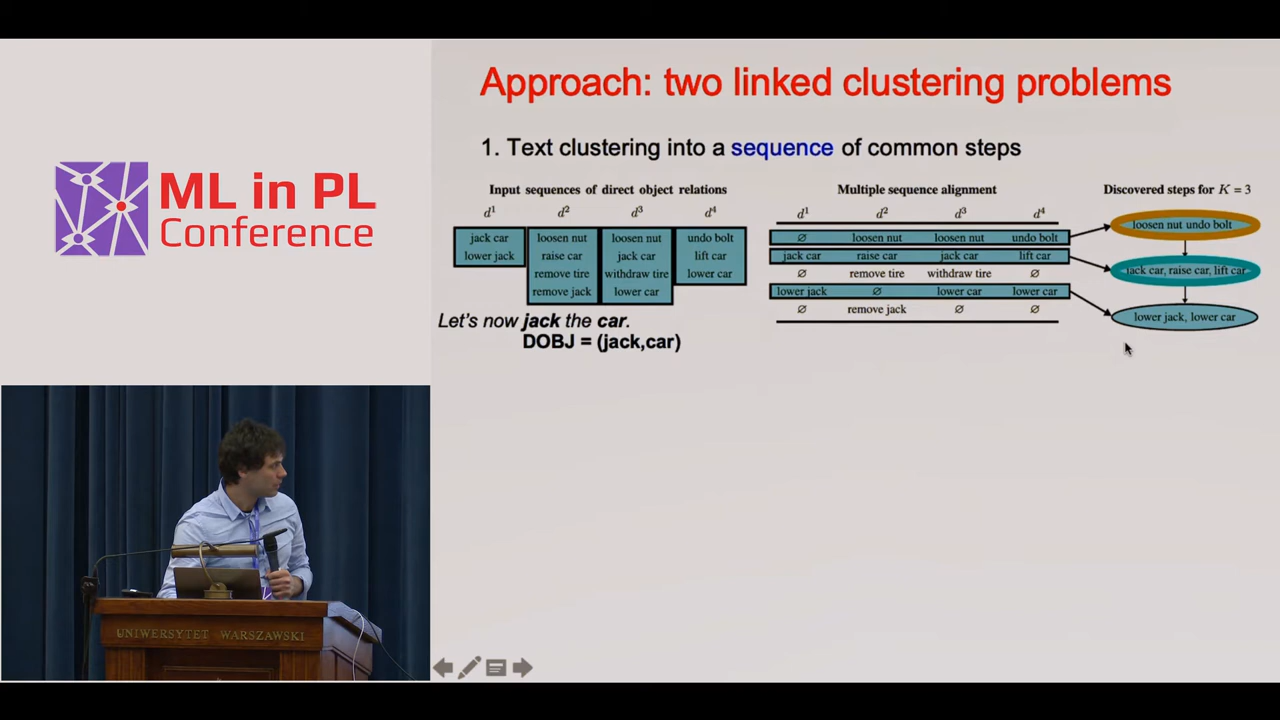 ML in PL
Conference
Approach: two linked clustering problems
1. Text clustering into a sequence of common steps
Input sequences of direct object relations
d¹ d² d³ d⁴
jack car loosen nut loosen nut undo bolt
lower jack raise car jack car lift car
remove tire withdraw tire lower car
remove jack lower car
Let's now jack the car.
DOBJ = (jack,car)
Multiple sequence alignment
d¹ d² d³ d⁴
∅ loosen nut loosen nut undo bolt
jack car raise car jack car lift car
∅ remove tire withdraw tire ∅
lower jack ∅ lower car lower car
∅ remove jack ∅ ∅
Discovered steps for K = 3
loosen nut undo bolt
jack car, raise car, lift car
lower jack, lower car
UNIWERSYTET WARSZAWSKI